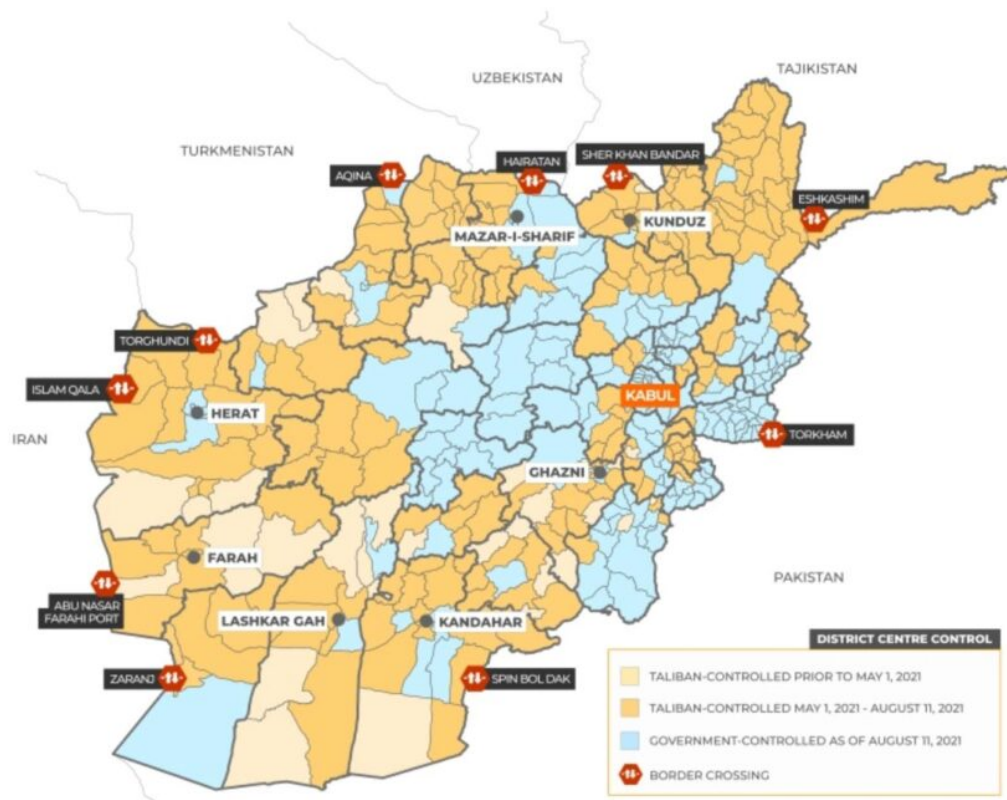 UZBEKISTAN
TAJIKISTAN
TURKMENISTAN
AQINA
HAIRATAN
SHER KHAN BANDAR
ESHKASHIM
MAZAR-I-SHARIF
KUNDUZ
TORGHUNDI
ISLAM QALA
HERAT
KABUL
IRAN
TORKHAM
GHAZNI
FARAH
PAKISTAN
ABU NASAR
FARAHI PORT
LASHKAR GAH
KANDAHAR
ZARANJ
SPIN BOL DAK
DISTRICT CENTRE CONTROL
TALIBAN-CONTROLLED PRIOR TO MAY 1, 2021
TALIBAN-CONTROLLED MAY 1, 2021 - AUGUST 11, 2021
GOVERNMENT-CONTROLLED AS OF AUGUST 11, 2021
BORDER CROSSING